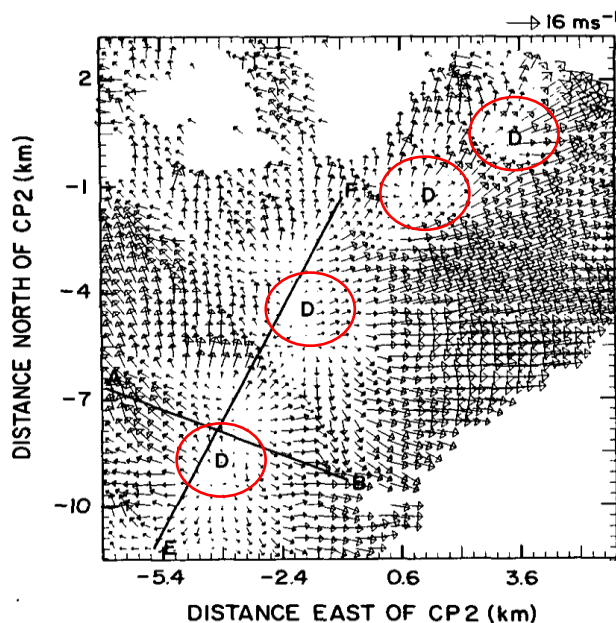 16 ms⁻
2
D
-1
F
D
DISTANCE NORTH OF CP2 (km)
-4
D
A
-7
D
B
-10
E
-5.4 -2.4 0.6 3.6
DISTANCE EAST OF CP2 (km)